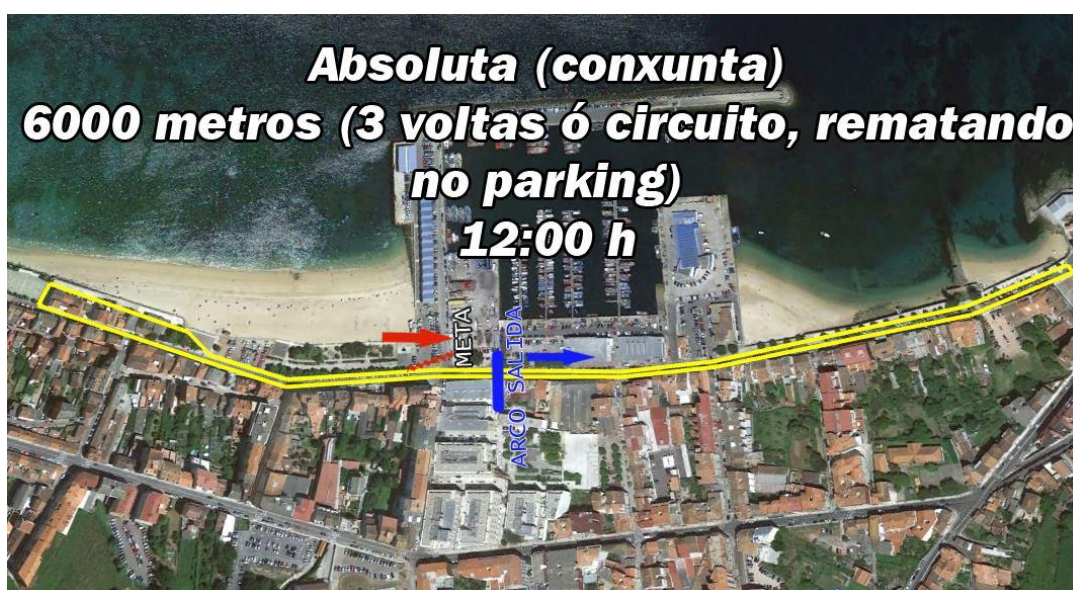 Absoluta (conxunta)
6000 metros (3 voltas ó circuito, rematando
no parking)
12:00 h
META
ARCO SALIDA